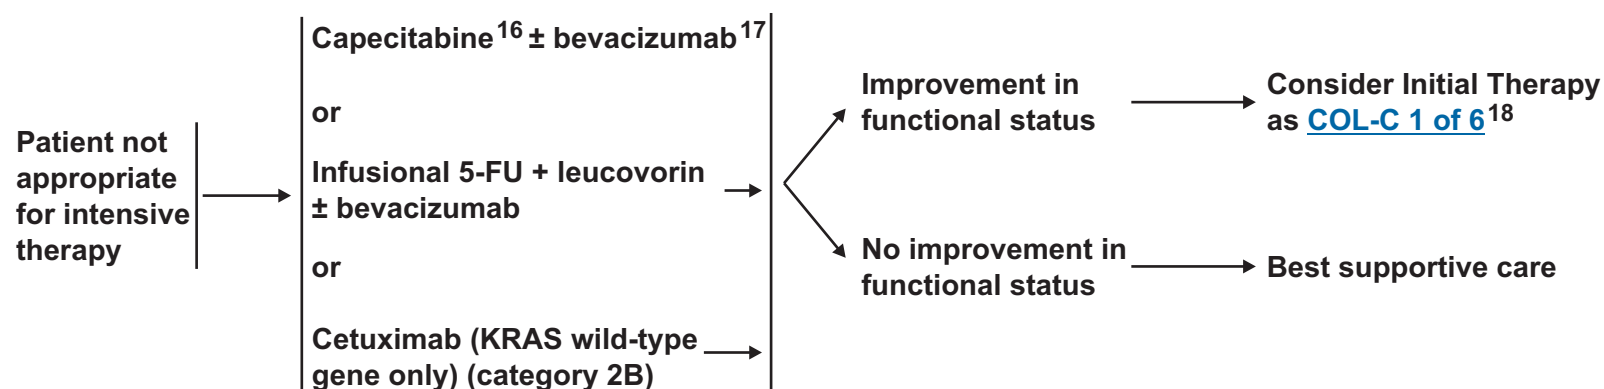 Patient not
appropriate
for intensive
therapy
Capecitabine16 ± bevacizumab17
or
Infusional 5-FU + leucovorin
± bevacizumab
or
Cetuximab (KRAS wild-type
gene only) (category 2B)
Improvement in
functional status
Consider Initial Therapy
as COL-C 1 of 618
No improvement in
functional status
Best supportive care